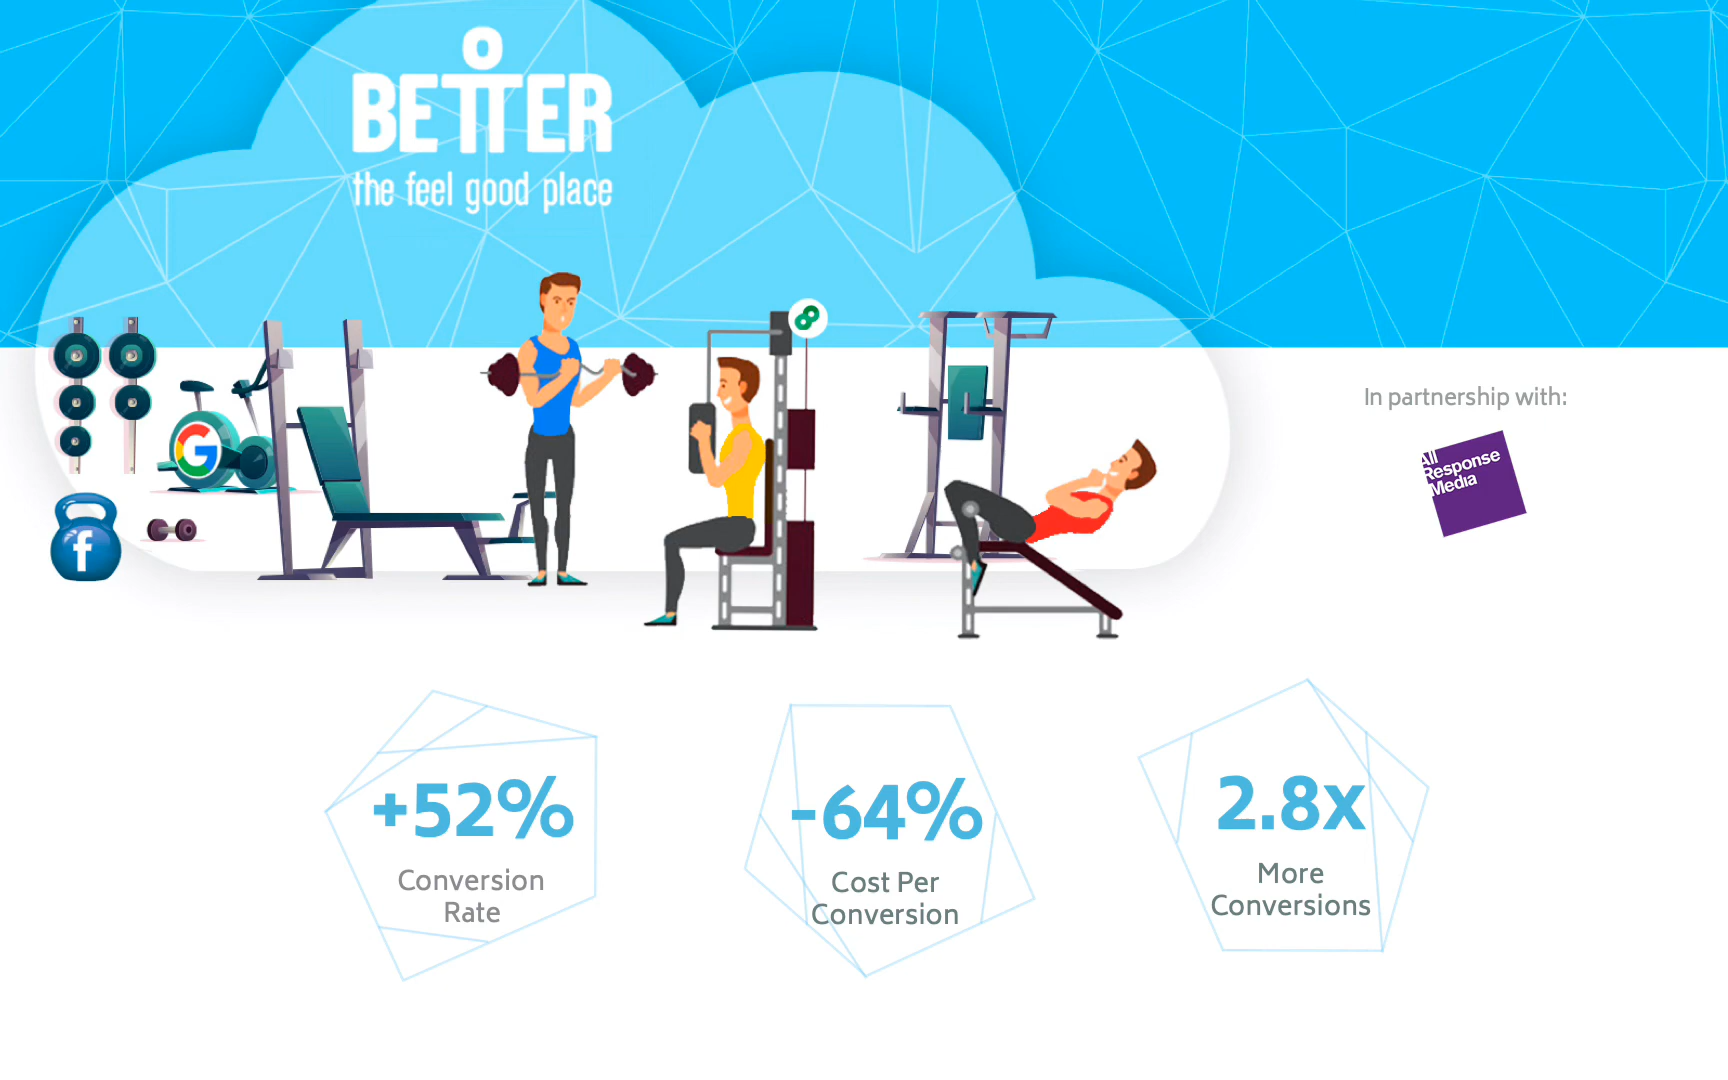 BETTER
the feel good place
In partnership with:
All
Response
Media
G
f
+52%
Conversion
Rate
-64%
Cost Per
Conversion
2.8x
More
Conversions